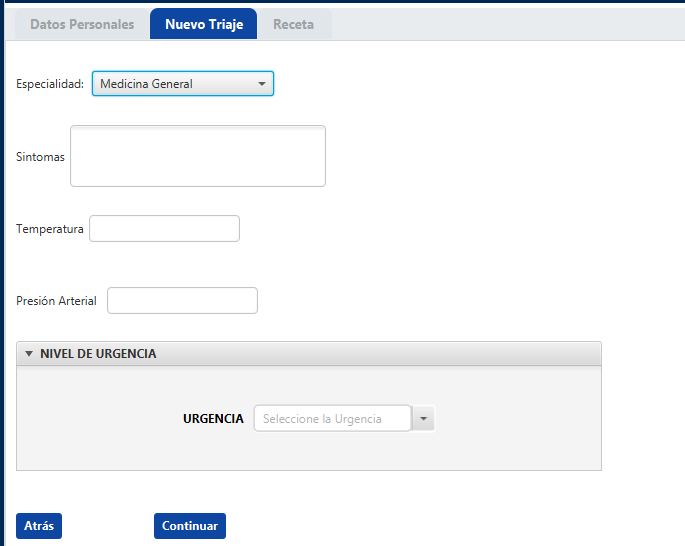 Datos Personales Nuevo Triaje Receta
Especialidad: Medicina General
Sintomas
Temperatura
Presión Arterial
NIVEL DE URGENCIA
URGENCIA Seleccione la Urgencia
Atrás Continuar